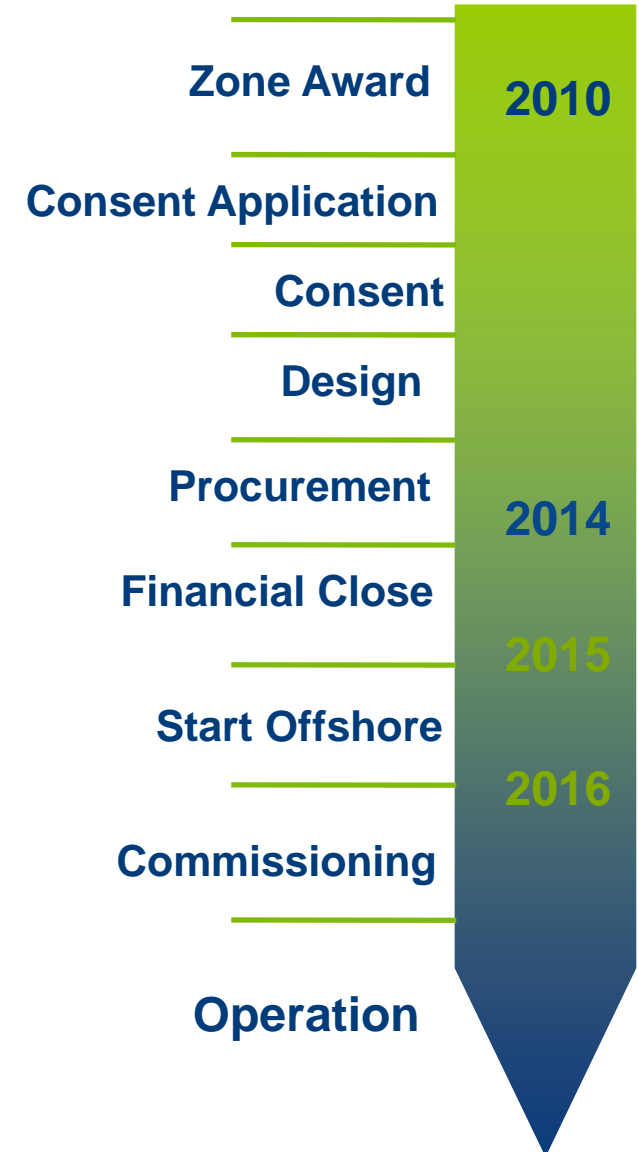 Zone Award
2010
Consent Application
Consent
Design
Procurement
2014
Financial Close
2015
Start Offshore
2016
Commissioning
Operation